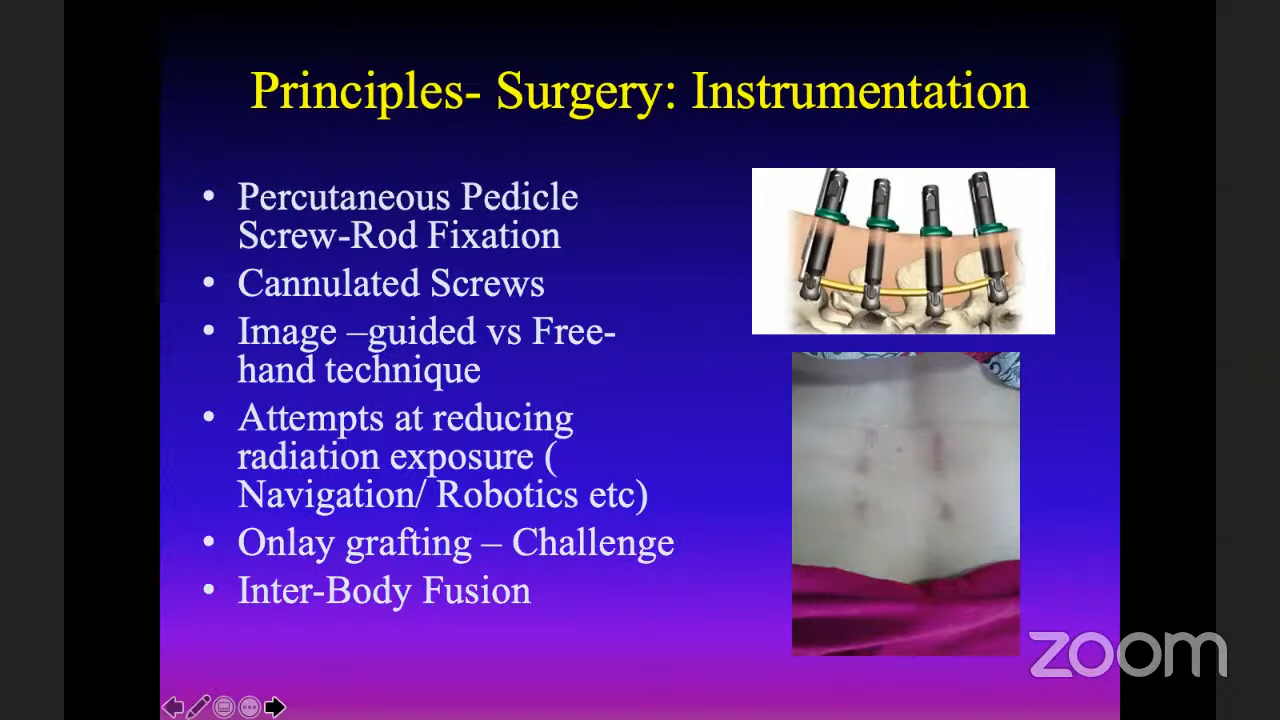 Principles- Surgery: Instrumentation
• Percutaneous Pedicle
Screw-Rod Fixation
• Cannulated Screws
• Image –guided vs Free-
hand technique
• Attempts at reducing
radiation exposure (
Navigation/ Robotics etc)
• Onlay grafting – Challenge
• Inter-Body Fusion
zoom